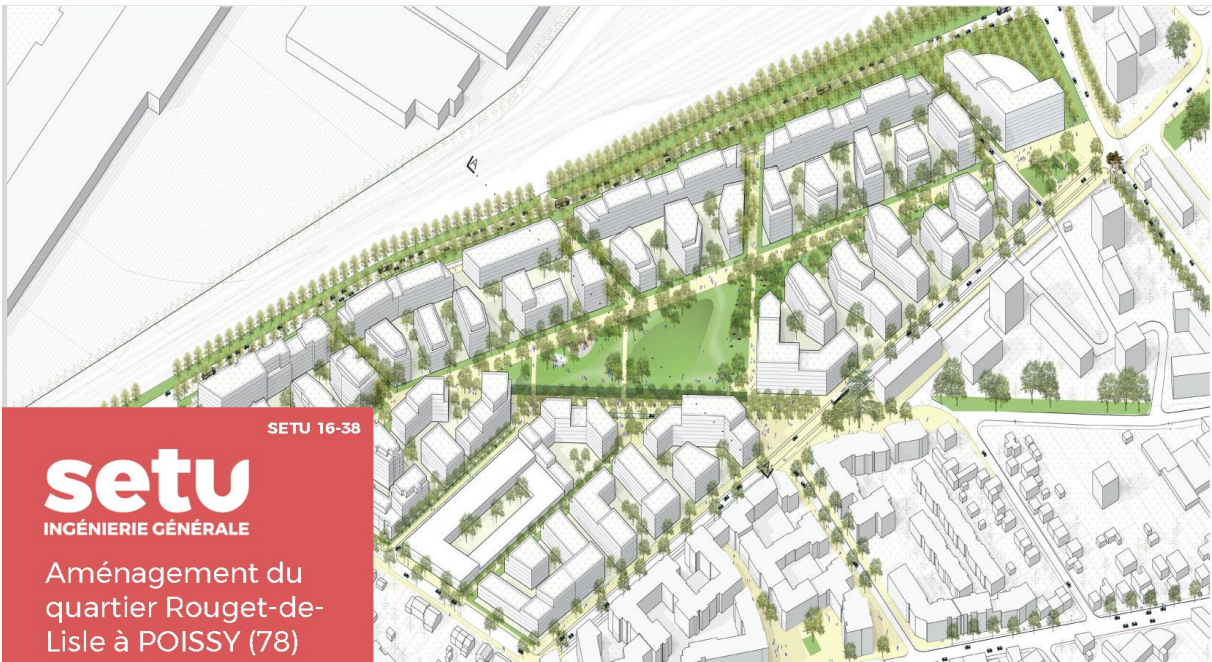 SETU 16-38
setu
INGÉNIERIE GÉNÉRALE
Aménagement du
quartier Rouget-de-
Lisle à POISSY (78)